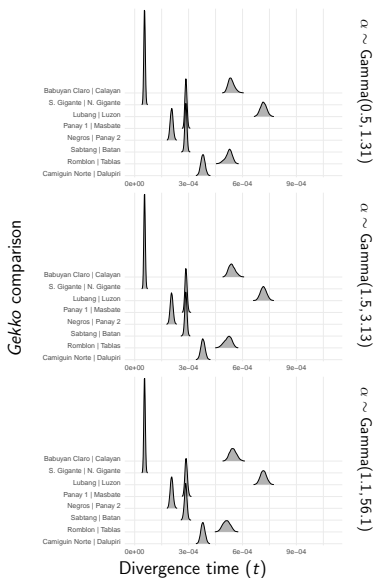 α ∼ Gamma(0.5, 1.31)
Babuyan Claro | Calayan
S. Gigante | N. Gigante
Lubang | Luzon
Panay 1 | Masbate
Negros | Panay 2
Sabtang | Batan
Romblon | Tablas
Camiguin Norte | Dalupiri
0e+00 3e−04 6e−04 9e−04
α ∼ Gamma(1.5, 3.13)
Babuyan Claro | Calayan
S. Gigante | N. Gigante
Lubang | Luzon
Panay 1 | Masbate
Negros | Panay 2
Sabtang | Batan
Romblon | Tablas
Camiguin Norte | Dalupiri
0e+00 3e−04 6e−04 9e−04
α ∼ Gamma(1.1, 56.1)
Babuyan Claro | Calayan
S. Gigante | N. Gigante
Lubang | Luzon
Panay 1 | Masbate
Negros | Panay 2
Sabtang | Batan
Romblon | Tablas
Camiguin Norte | Dalupiri
0e+00 3e−04 6e−04 9e−04
Gekko comparison
Divergence time (t)